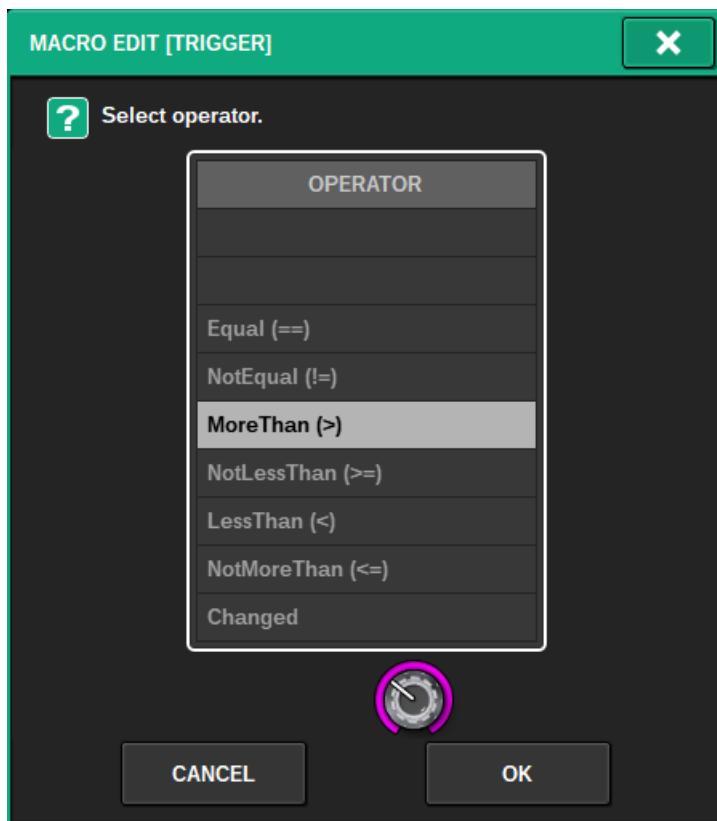 MACRO EDIT [TRIGGER]
? Select operator.
OPERATOR
Equal (==)
NotEqual (!=)
MoreThan (>)
NotLessThan (>=)
LessThan (<)
NotMoreThan (<=)
Changed
CANCEL
OK